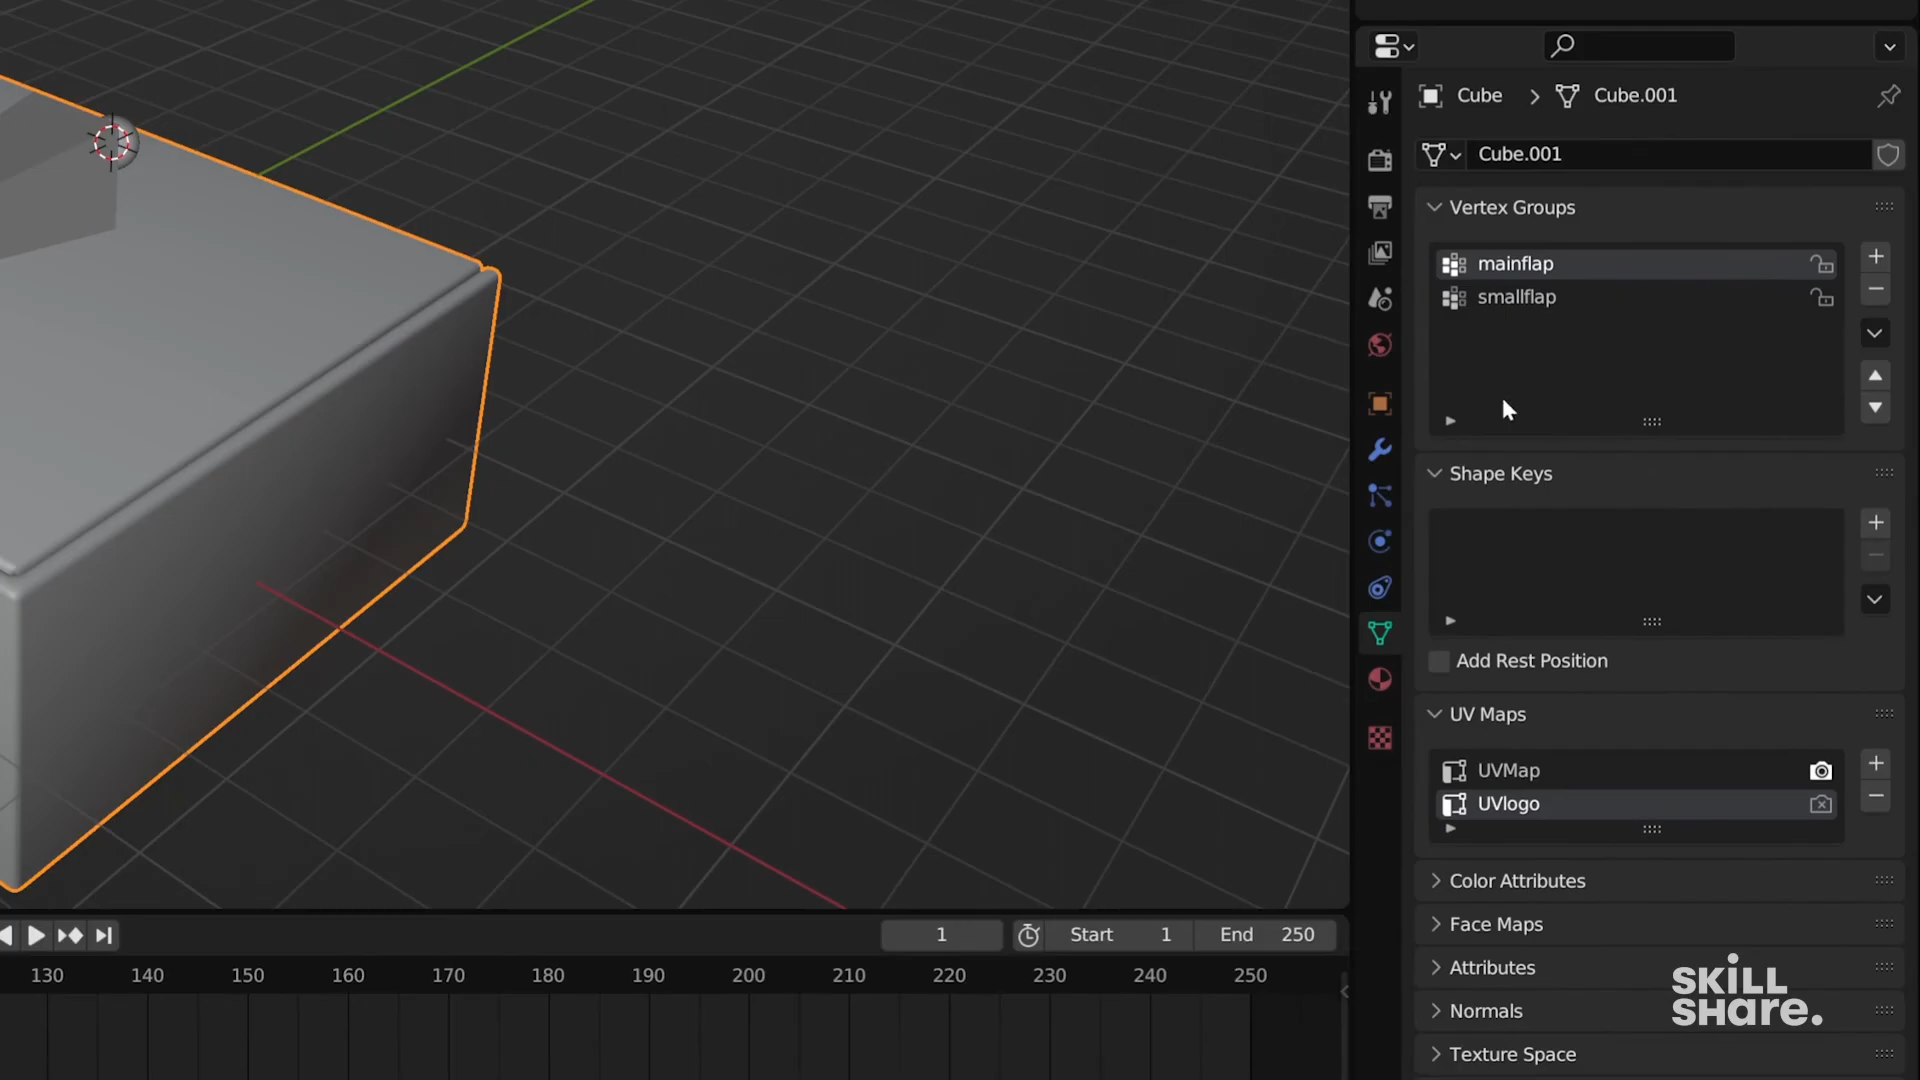 Cube > Cube.001
Cube.001
Vertex Groups
mainflap
smallflap
Shape Keys
Add Rest Position
UV Maps
UVMap
UVlogo
Color Attributes
Face Maps
Attributes
Normals
Texture Space
1 Start 1 End 250
130 140 150 160 170 180 190 200 210 220 230 240 250
SKILL
SHARE.